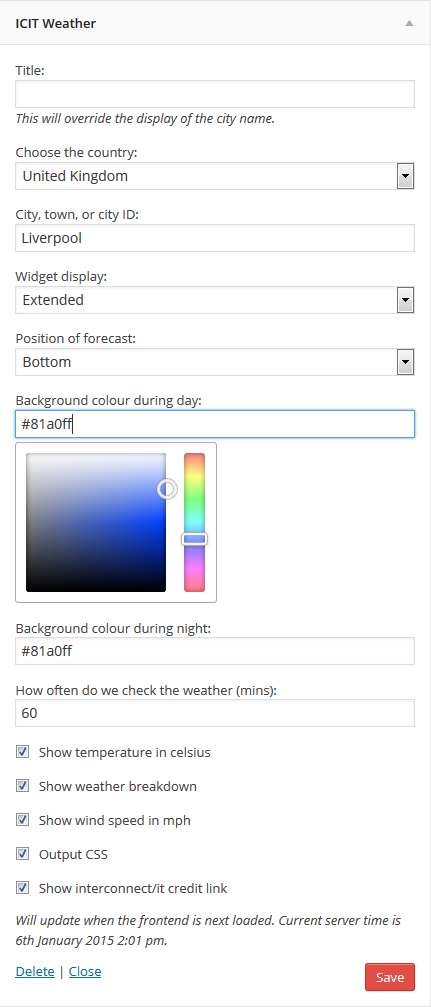 ICIT Weather
Title:
This will override the display of the city name.
Choose the country:
United Kingdom
City, town, or city ID:
Liverpool
Widget display:
Extended
Position of forecast:
Bottom
Background colour during day:
#81a0ff
Background colour during night:
#81a0ff
How often do we check the weather (mins):
60
Show temperature in celsius
Show weather breakdown
Show wind speed in mph
Output CSS
Show interconnect/it credit link
Will update when the frontend is next loaded. Current server time is
6th January 2015 2:01 pm.
Delete | Close
Save